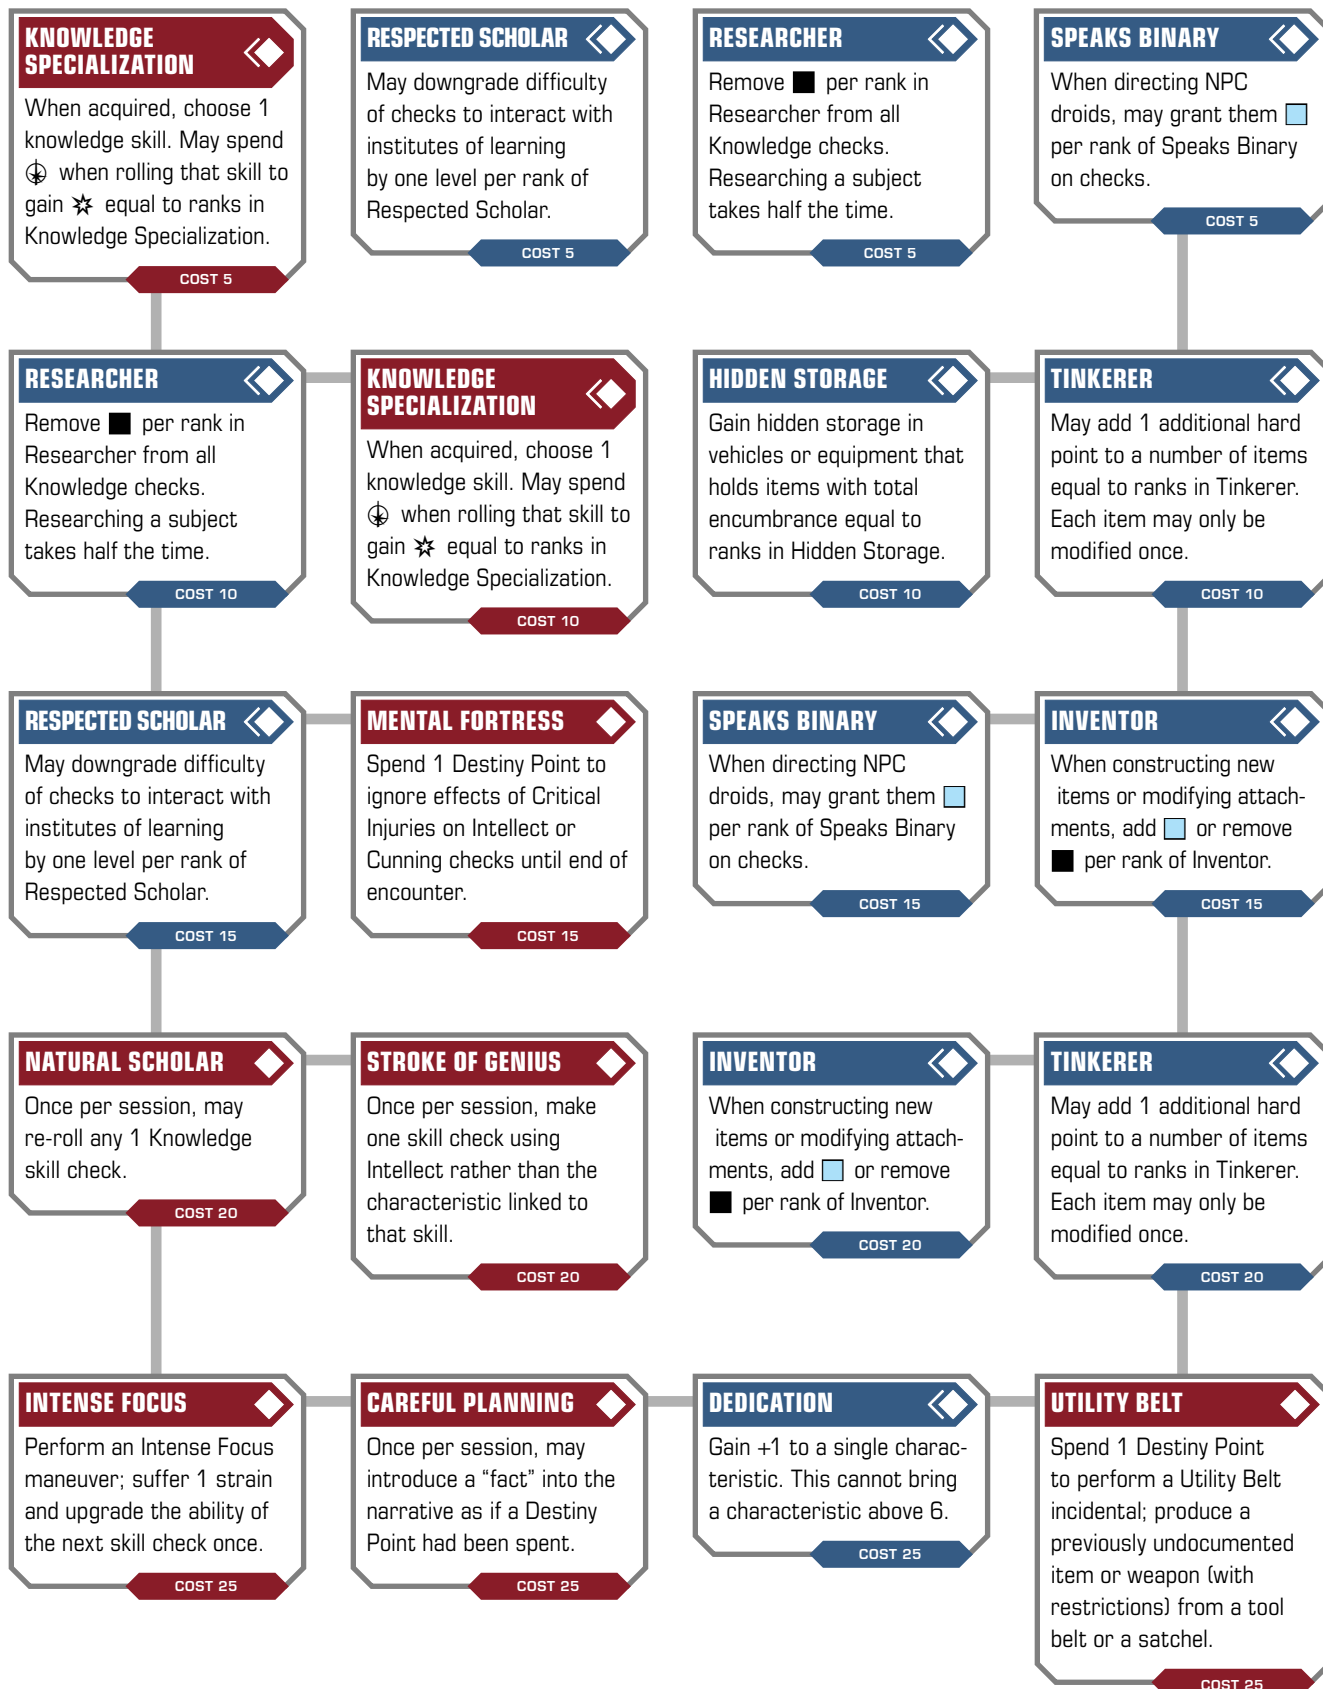 KNOWLEDGE
SPECIALIZATION
When acquired, choose 1
knowledge skill. May spend
when rolling that skill to
gain equal to ranks in
Knowledge Specialization.
COST 5
RESPECTED SCHOLAR
May downgrade difficulty
of checks to interact with
institutes of learning
by one level per rank of
Respected Scholar.
COST 5
RESEARCHER
Remove per rank in
Researcher from all
Knowledge checks.
Researching a subject
takes half the time.
COST 5
SPEAKS BINARY
When directing NPC
droids, may grant them
per rank of Speaks Binary
on checks.
COST 5
RESEARCHER
Remove per rank in
Researcher from all
Knowledge checks.
Researching a subject
takes half the time.
COST 10
KNOWLEDGE
SPECIALIZATION
When acquired, choose 1
knowledge skill. May spend
when rolling that skill to
gain equal to ranks in
Knowledge Specialization.
COST 10
HIDDEN STORAGE
Gain hidden storage in
vehicles or equipment that
holds items with total
encumbrance equal to
ranks in Hidden Storage.
COST 10
TINKERER
May add 1 additional hard
point to a number of items
equal to ranks in Tinkerer.
Each item may only be
modified once.
COST 10
RESPECTED SCHOLAR
May downgrade difficulty
of checks to interact with
institutes of learning
by one level per rank of
Respected Scholar.
COST 15
MENTAL FORTRESS
Spend 1 Destiny Point to
ignore effects of Critical
Injuries on Intellect or
Cunning checks until end of
encounter.
COST 15
SPEAKS BINARY
When directing NPC
droids, may grant them
per rank of Speaks Binary
on checks.
COST 15
INVENTOR
When constructing new
items or modifying attach-
ments, add or remove
per rank of Inventor.
COST 15
NATURAL SCHOLAR
Once per session, may
re-roll any 1 Knowledge
skill check.
COST 20
STROKE OF GENIUS
Once per session, make
one skill check using
Intellect rather than the
characteristic linked to
that skill.
COST 20
INVENTOR
When constructing new
items or modifying attach-
ments, add or remove
per rank of Inventor.
COST 20
TINKERER
May add 1 additional hard
point to a number of items
equal to ranks in Tinkerer.
Each item may only be
modified once.
COST 20
INTENSE FOCUS
Perform an Intense Focus
maneuver; suffer 1 strain
and upgrade the ability of
the next skill check once.
COST 25
CAREFUL PLANNING
Once per session, may
introduce a “fact” into the
narrative as if a Destiny
Point had been spent.
COST 25
DEDICATION
Gain +1 to a single charac-
teristic. This cannot bring
a characteristic above 6.
COST 25
UTILITY BELT
Spend 1 Destiny Point
to perform a Utility Belt
incidental; produce a
previously undocumented
item or weapon (with
restrictions) from a tool
belt or a satchel.
COST 25